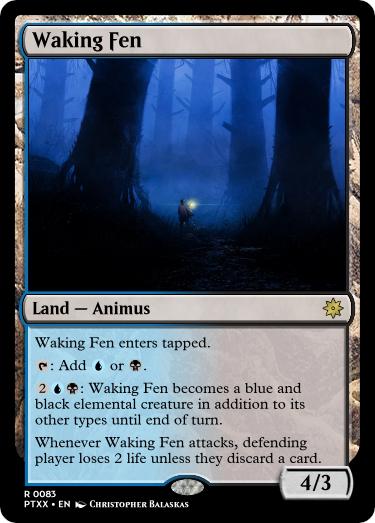 Waking Fen
Land — Animus
Waking Fen enters tapped.
: Add or .
2 : Waking Fen becomes a blue and
black elemental creature in addition to its
other types until end of turn.
Whenever Waking Fen attacks, defending
player loses 2 life unless they discard a card.
4/3
R 0083
PTXX • EN Christopher Balaskas